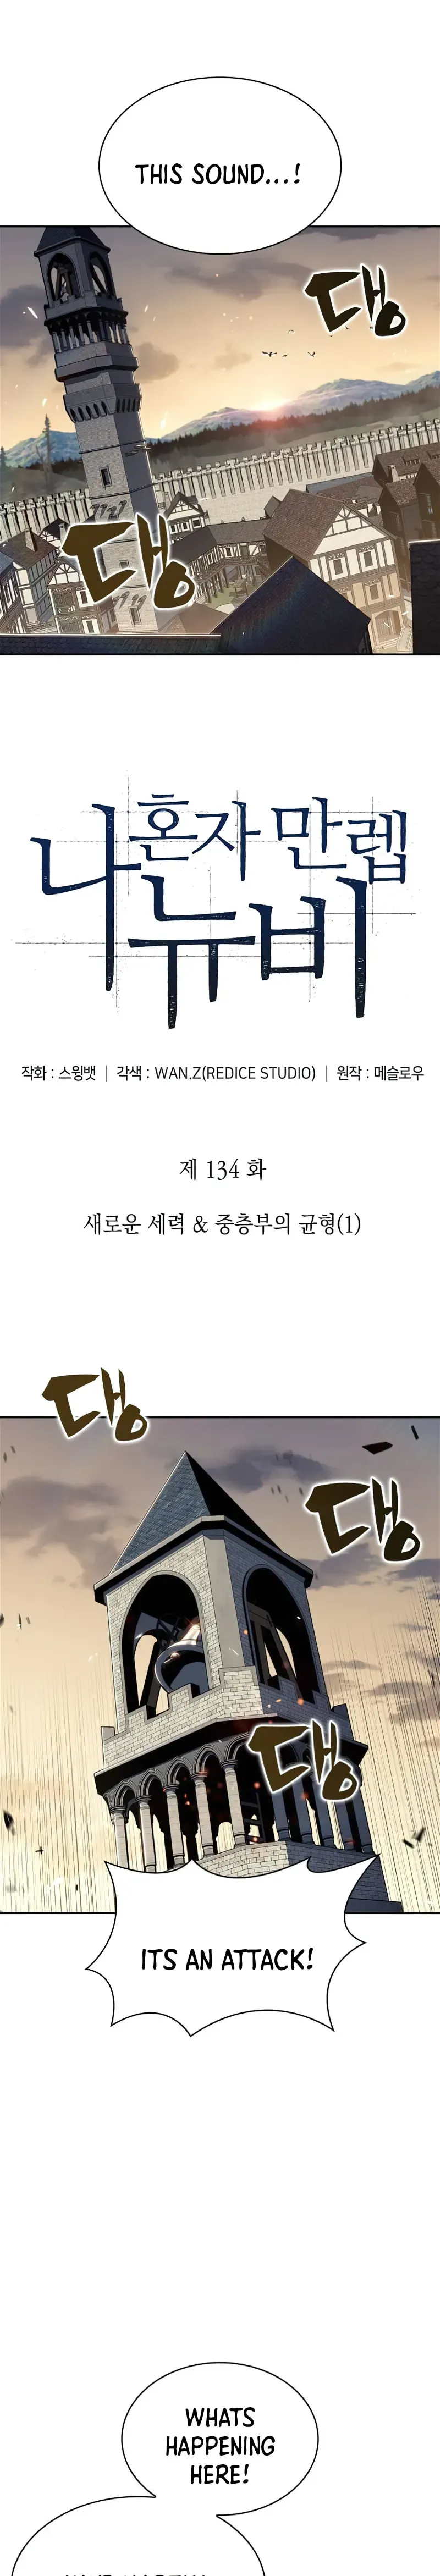 THIS SOUND...!
댕
댕
나 혼자 만렙
뉴비
작화 : 스윙뱃 | 각색 : WAN.Z(REDICE STUDIO) | 원작 : 메슬로우
제 134 화
새로운 세력 & 중층부의 균형(1)
댕
댕
댕
ITS AN ATTACK!
WHATS
HAPPENING
HERE!